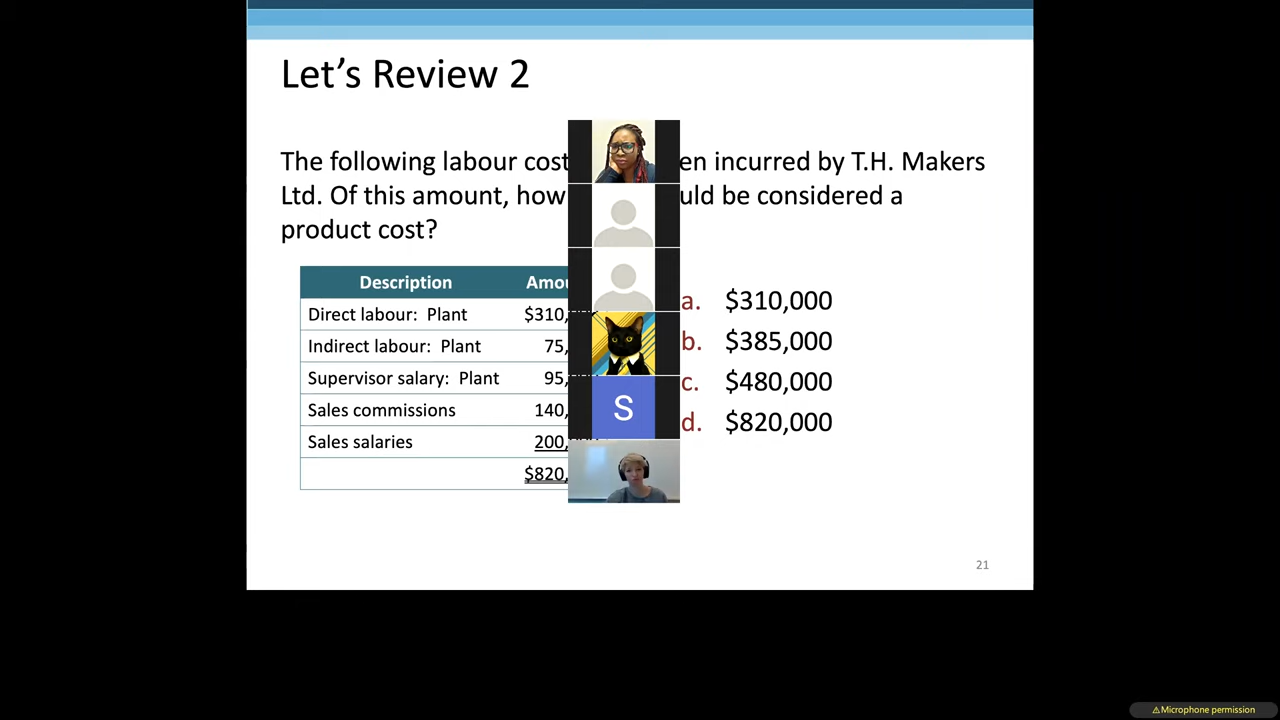 Let's Review 2
The following labour cost en incurred by T.H. Makers
Ltd. Of this amount, how uld be considered a
product cost?
Description Amou
Direct labour: Plant $310,
Indirect labour: Plant 75,
Supervisor salary: Plant 95,
Sales commissions 140,
Sales salaries 200,
$820,
a. $310,000
b. $385,000
c. $480,000
d. $820,000
S
21
⚠Microphone permission